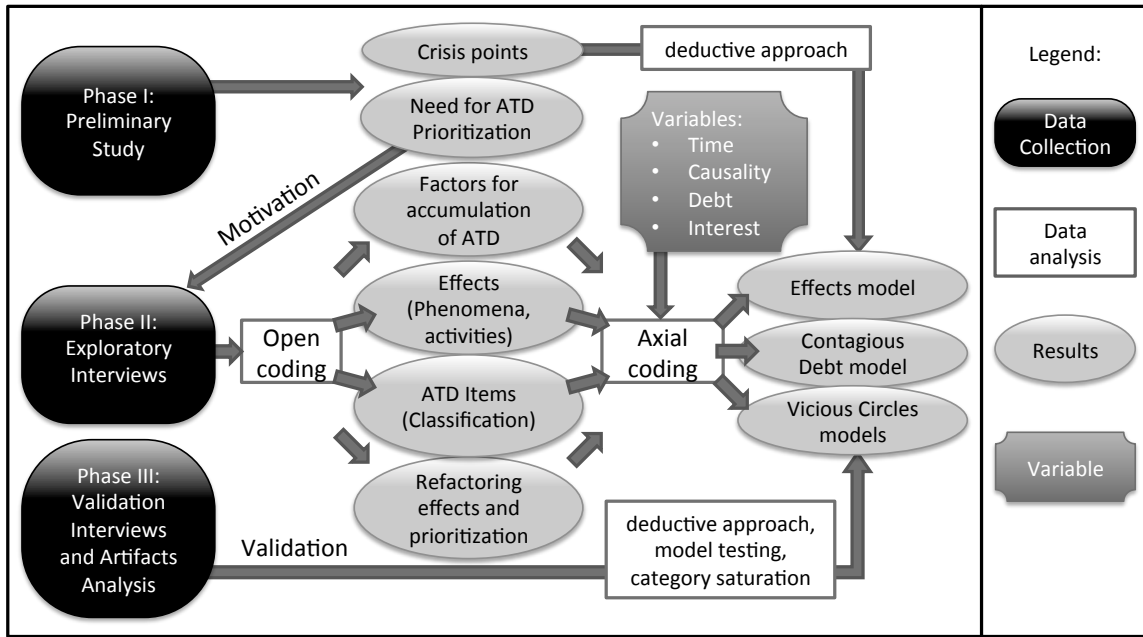 Phase I:
Preliminary
Study
Crisis points
Need for ATD
Prioritization
deductive approach
Variables:
• Time
• Causality
• Debt
• Interest
Motivation
Factors for
accumulation
of ATD
Phase II:
Exploratory
Interviews
Open
coding
Effects
(Phenomena,
activities)
ATD Items
(Classification)
Refactoring
effects and
prioritization
Axial
coding
Effects model
Contagious
Debt model
Vicious Circles
models
Phase III:
Validation
Interviews
and Artifacts
Analysis
Validation
deductive approach,
model testing,
category saturation
Legend:
Data
Collection
Data
analysis
Results
Variable